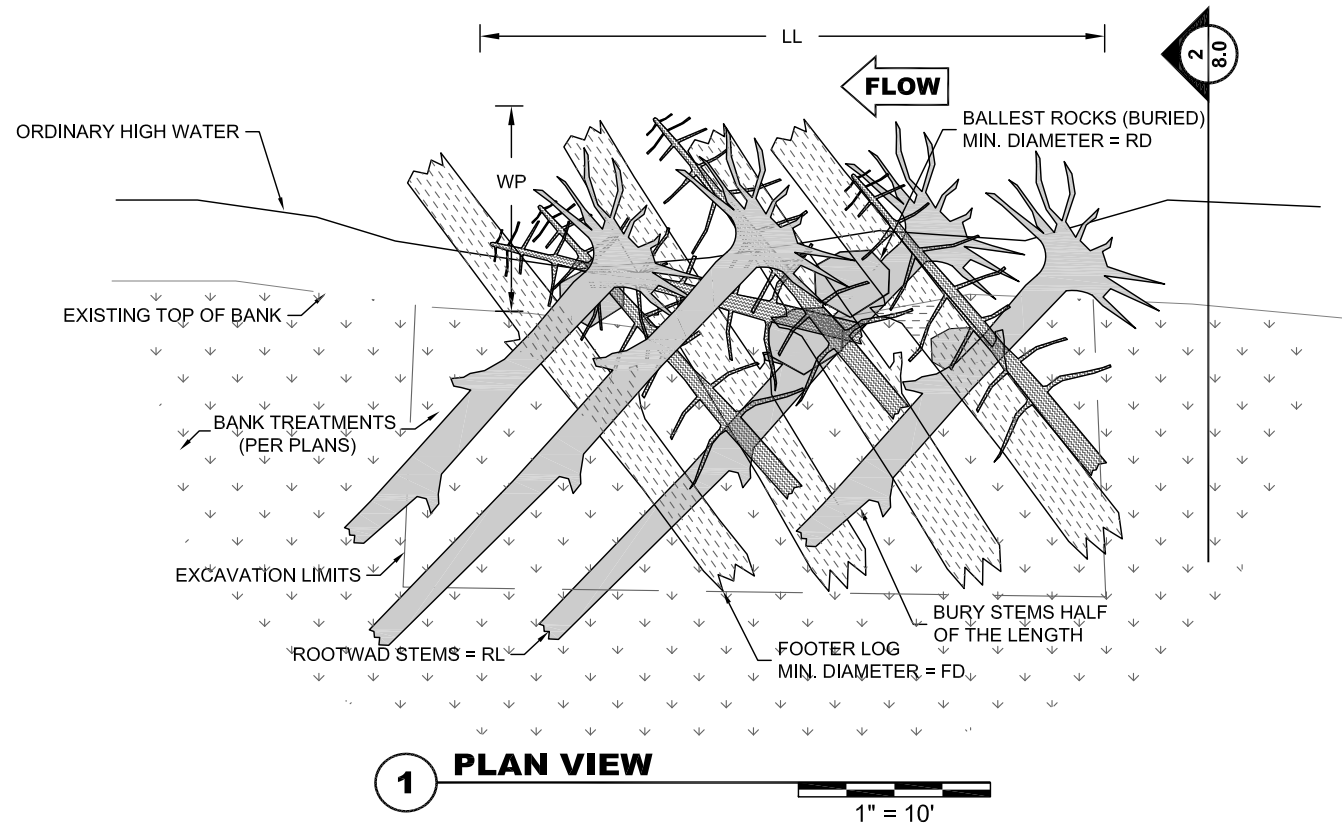 LL
2
8.0
FLOW
BALLEST ROCKS (BURIED)
MIN. DIAMETER = RD
ORDINARY HIGH WATER
WP
EXISTING TOP OF BANK
BANK TREATMENTS
(PER PLANS)
EXCAVATION LIMITS
BURY STEMS HALF
OF THE LENGTH
ROOTWAD STEMS = RL
FOOTER LOG
MIN. DIAMETER = FD
1
PLAN VIEW
1" = 10'